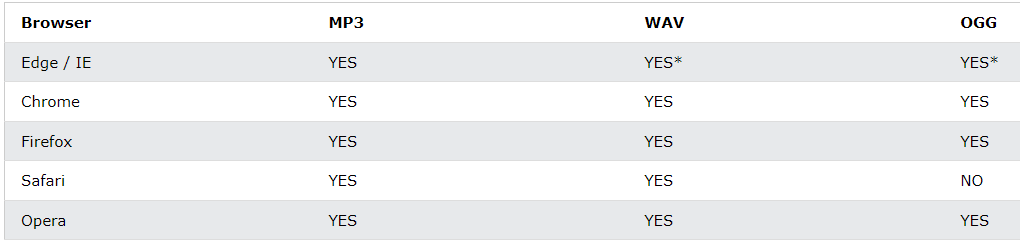 Browser MP3 WAV OGG
Edge / IE YES YES* YES*
Chrome YES YES YES
Firefox YES YES YES
Safari YES YES NO
Opera YES YES YES